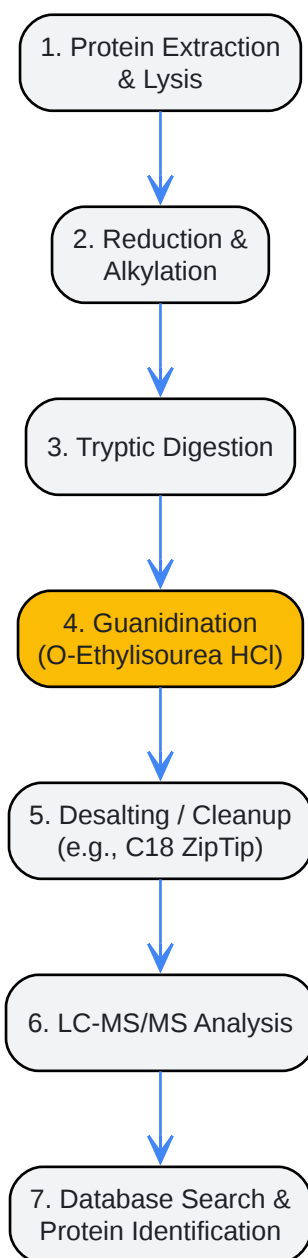 1. Protein Extraction
& Lysis
2. Reduction &
Alkylation
3. Tryptic Digestion
4. Guanidination
(O-Ethylisourea HCl)
5. Desalting / Cleanup
(e.g., C18 ZipTip)
6. LC-MS/MS Analysis
7. Database Search &
Protein Identification